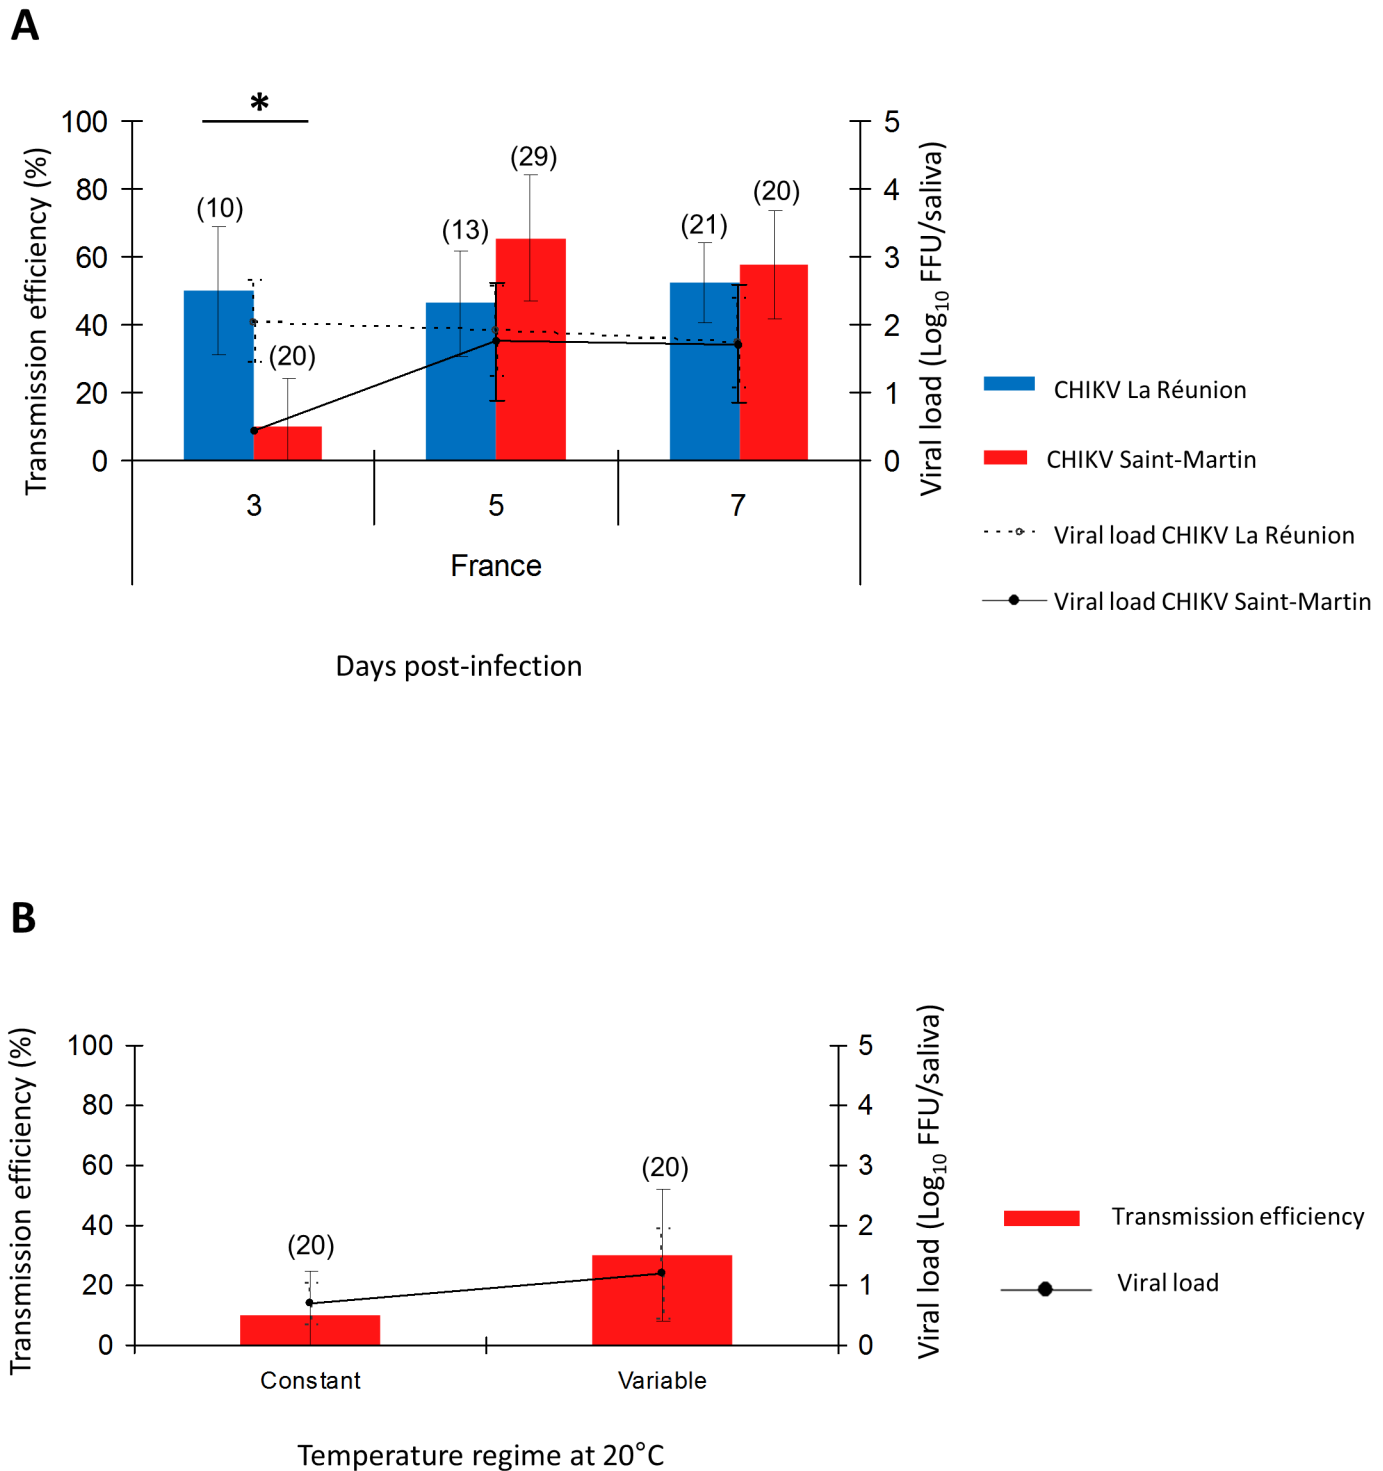 A
*
100
80
60
40
20
0
Transmission efficiency (%)
(10)
(20)
(13)
(29)
(21)
(20)
5
4
3
2
1
0
Viral load (Log10 FFU/saliva)
3 5 7
France
Days post-infection
CHIKV La Réunion
CHIKV Saint-Martin
Viral load CHIKV La Réunion
Viral load CHIKV Saint-Martin
B
100
80
60
40
20
0
Transmission efficiency (%)
(20)
(20)
5
4
3
2
1
0
Viral load (Log10 FFU/saliva)
Constant Variable
Temperature regime at 20°C
Transmission efficiency
Viral load